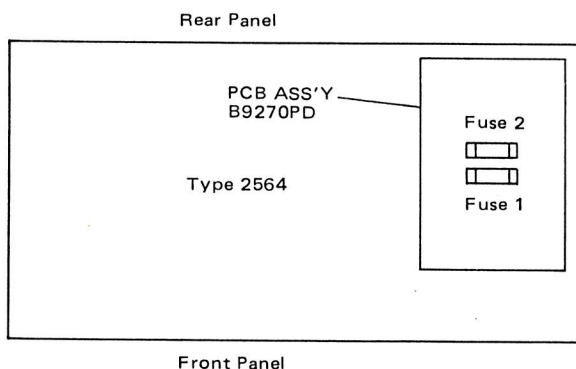 Rear Panel
PCB ASS'Y
B9270PD
Fuse 2
Type 2564
Fuse 1
Front Panel